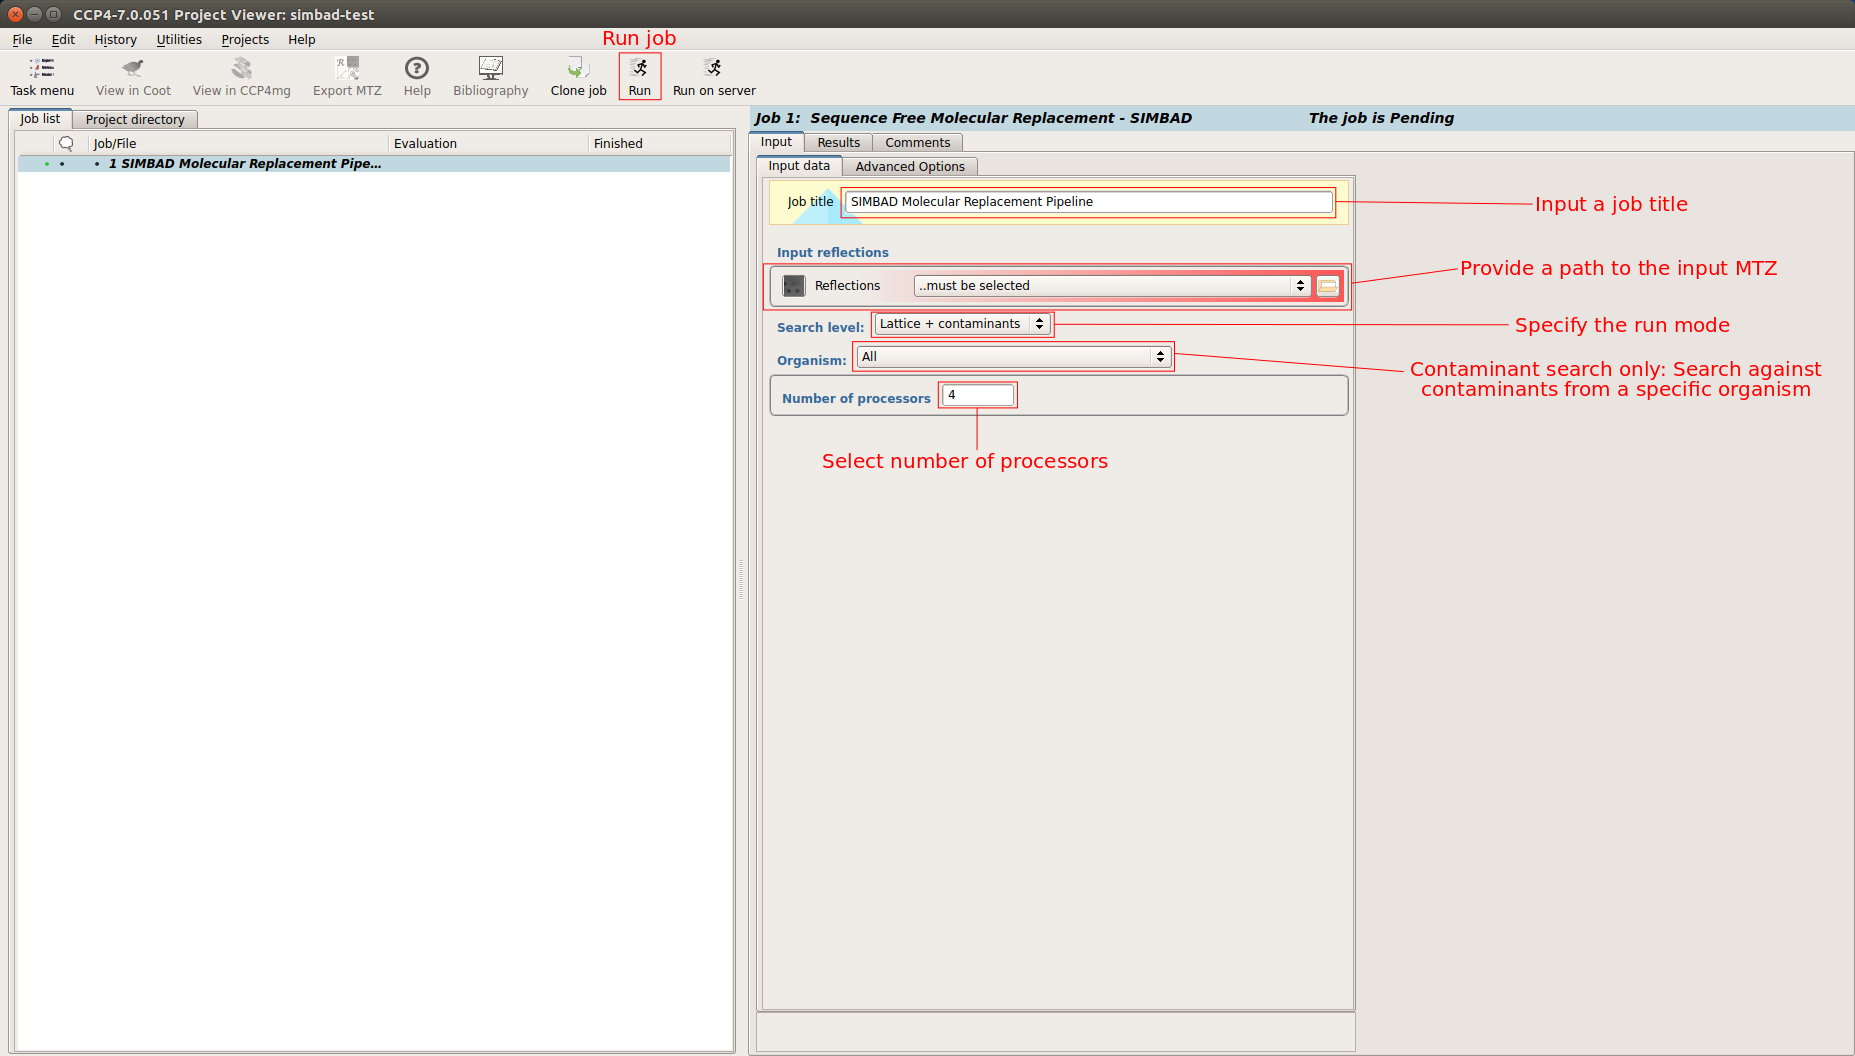 CCP4-7.0.051 Project Viewer: simbad-test
File Edit History Utilities Projects Help
Run job
Task menu View in Coot View in CCP4mg Export MTZ Help Bibliography Clone job Run Run on server
Job list Project directory
Job/File Evaluation Finished
1 SIMBAD Molecular Replacement Pipe...
Job 1: Sequence Free Molecular Replacement - SIMBAD The job is Pending
Input Results Comments
Input data Advanced Options
Job title SIMBAD Molecular Replacement Pipeline
Input a job title
Input reflections
Provide a path to the input MTZ
Reflections ..must be selected
Search level: Lattice + contaminants
Specify the run mode
Organism: All
Contaminant search only: Search against
contaminants from a specific organism
Number of processors 4
Select number of processors